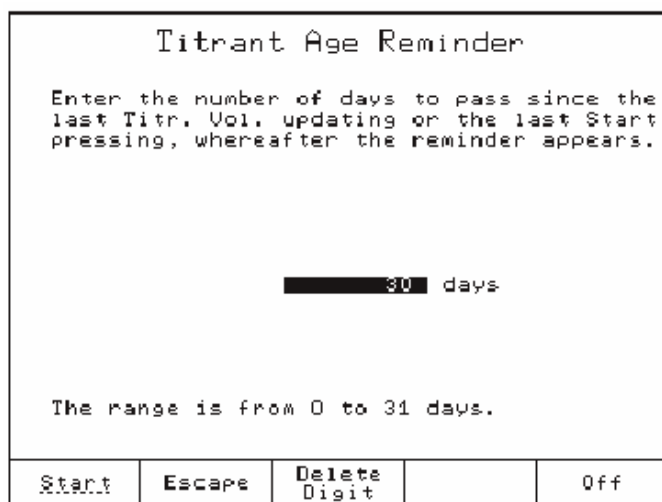 Titrant Age Reminder
Enter the number of days to pass since the
last Titr. Vol. updating or the last Start
pressing, whereafter the reminder appears.
30 days
The range is from 0 to 31 days.
Start Escape Delete Digit Off